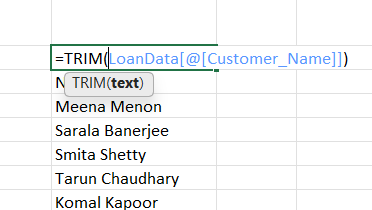 =TRIM(LoanData[@[Customer_Name]])
N
TRIM(text)
Meena Menon
Sarala Banerjee
Smita Shetty
Tarun Chaudhary
Komal Kapoor